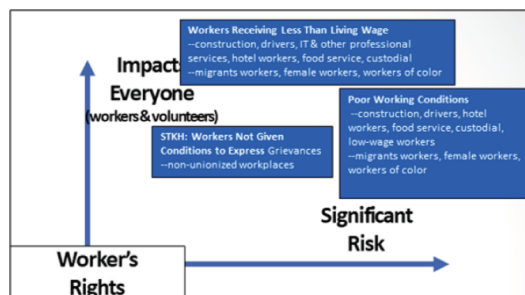 Workers Receiving Less Than Living Wage
--construction, drivers, IT & other professional
services, hotel workers, food service, custodial
--migrants workers, female workers, workers of color
Impacts
Everyone
(workers & volunteers)
Poor Working Conditions
--construction, drivers, hotel
workers, food service, custodial,
low-wage workers
--migrants workers, female workers,
workers of color
STKH: Workers Not Given
Conditions to Express Grievances
--non-unionized workplaces
Significant
Risk
Worker's
Rights